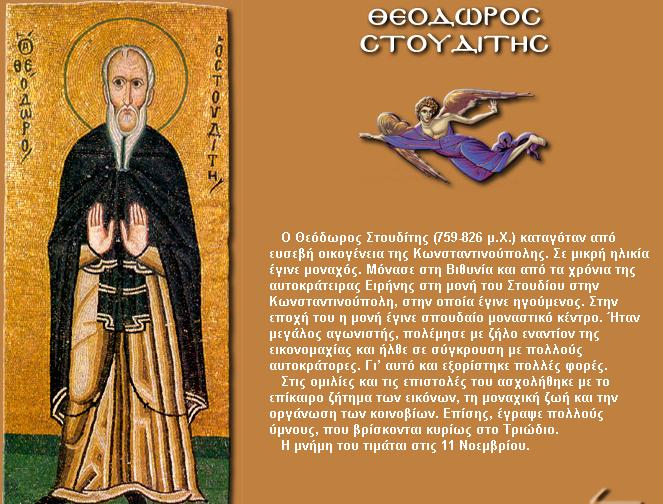 ΘΕΟΔΩΡΟC
CΤΟΥΔΙΤΗC
ΘΕΟΔΩΡΟ
ΟCΤΟΥΔΙΤΗ
Ο Θεόδωρος Στουδίτης (759-826 μ.Χ.) καταγόταν από
ευσεβή οικογένεια της Κωνσταντινούπολης. Σε μικρή ηλικία
έγινε μοναχός. Μόνασε στη Βιθυνία και από τα χρόνια της
αυτοκράτειρας Ειρήνης στη μονή του Στουδίου στην
Κωνσταντινούπολη, στην οποία έγινε ηγούμενος. Στην
εποχή του η μονή έγινε σπουδαίο μοναστικό κέντρο. Ήταν
μεγάλος αγωνιστής, πολέμησε με ζήλο εναντίον της
εικονομαχίας και ήλθε σε σύγκρουση με πολλούς
αυτοκράτορες. Γι' αυτό και εξορίστηκε πολλές φορές.
Στις ομιλίες και τις επιστολές του ασχολήθηκε με το
επίκαιρο ζήτημα των εικόνων, τη μοναχική ζωή και την
οργάνωση των κοινοβίων. Επίσης, έγραψε πολλούς
ύμνους, που βρίσκονται κυρίως στο Τριώδιο.
Η μνήμη του τιμάται στις 11 Νοεμβρίου.